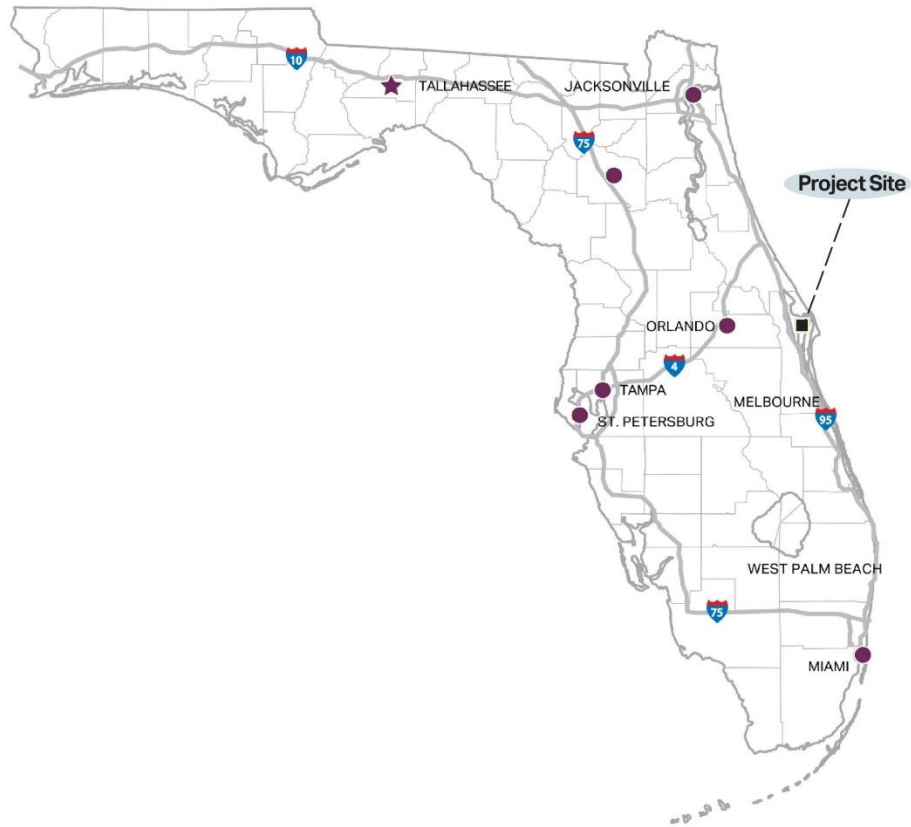 10
TALLAHASSEE
JACKSONVILLE
75
Project Site
ORLANDO
4
TAMPA
MELBOURNE
ST. PETERSBURG
95
WEST PALM BEACH
75
MIAMI